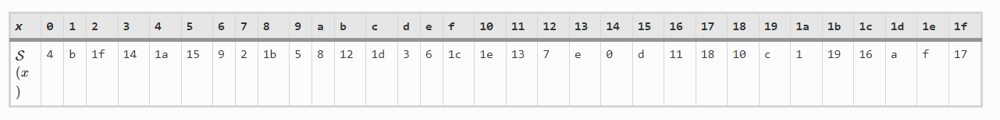 x 0 1 2 3 4 5 6 7 8 9 a b c d e f 10 11 12 13 14 15 16 17 18 19 1a 1b 1c 1d 1e 1f
𝒮 4 b 1f 14 1a 15 9 2 1b 5 8 12 1d 3 6 1c 1e 13 7 e 0 d 11 18 10 c 1 19 16 a f 17
(x
)